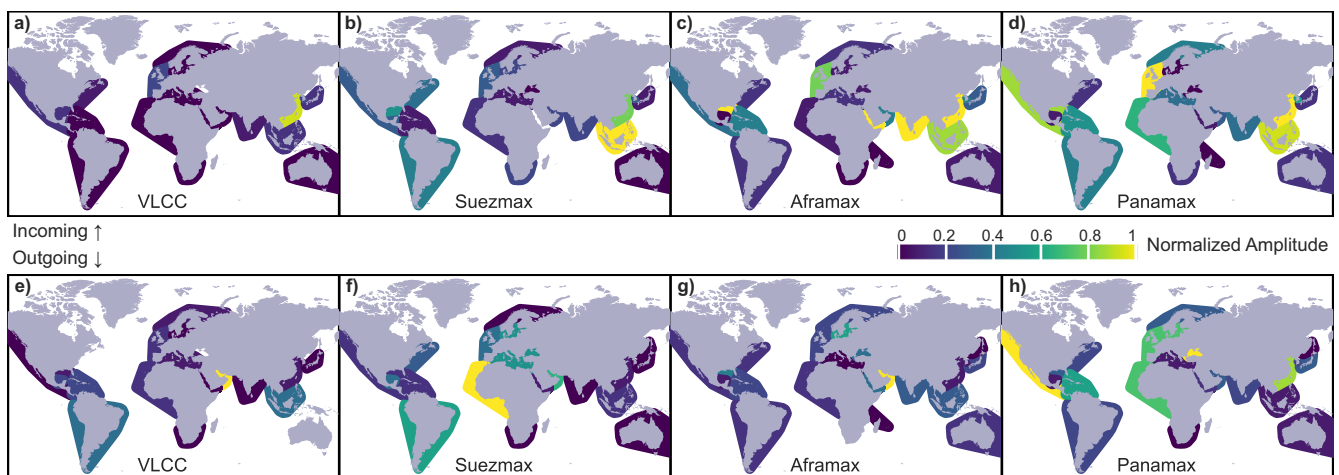 a) b) c) d)
VLCC Suezmax Aframax Panamax
Incoming ↑
Outgoing ↓
0 0.2 0.4 0.6 0.8 1 Normalized Amplitude
e) f) g) h)
VLCC Suezmax Aframax Panamax